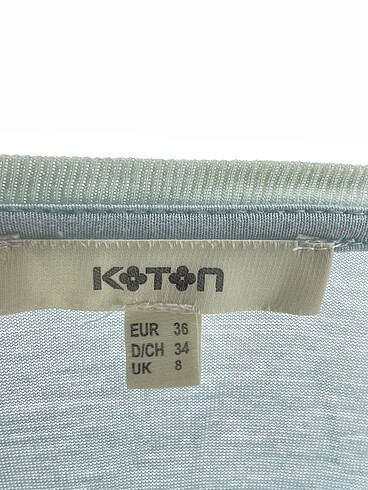 KOTON
EUR 36
D/CH 34
UK 8